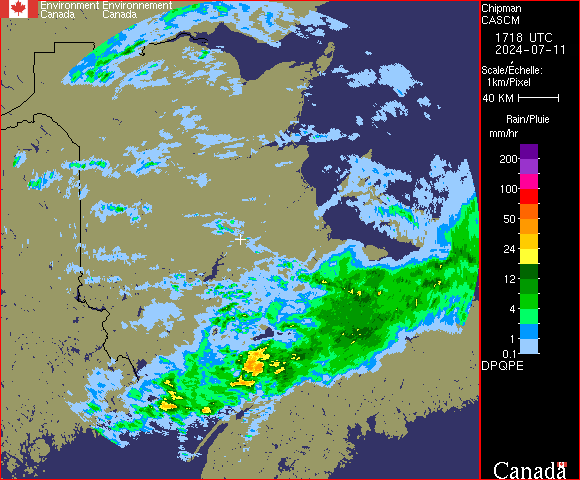 Environment Environnement
Canada Canada
Chipman
CASCM
1718 UTC
2024-07-11
Scale/Échelle:
1km/Pixel
40 KM
Rain/Pluie
mm/hr
200
100
50
24
12
4
1
0.1
DPQPE
Canada